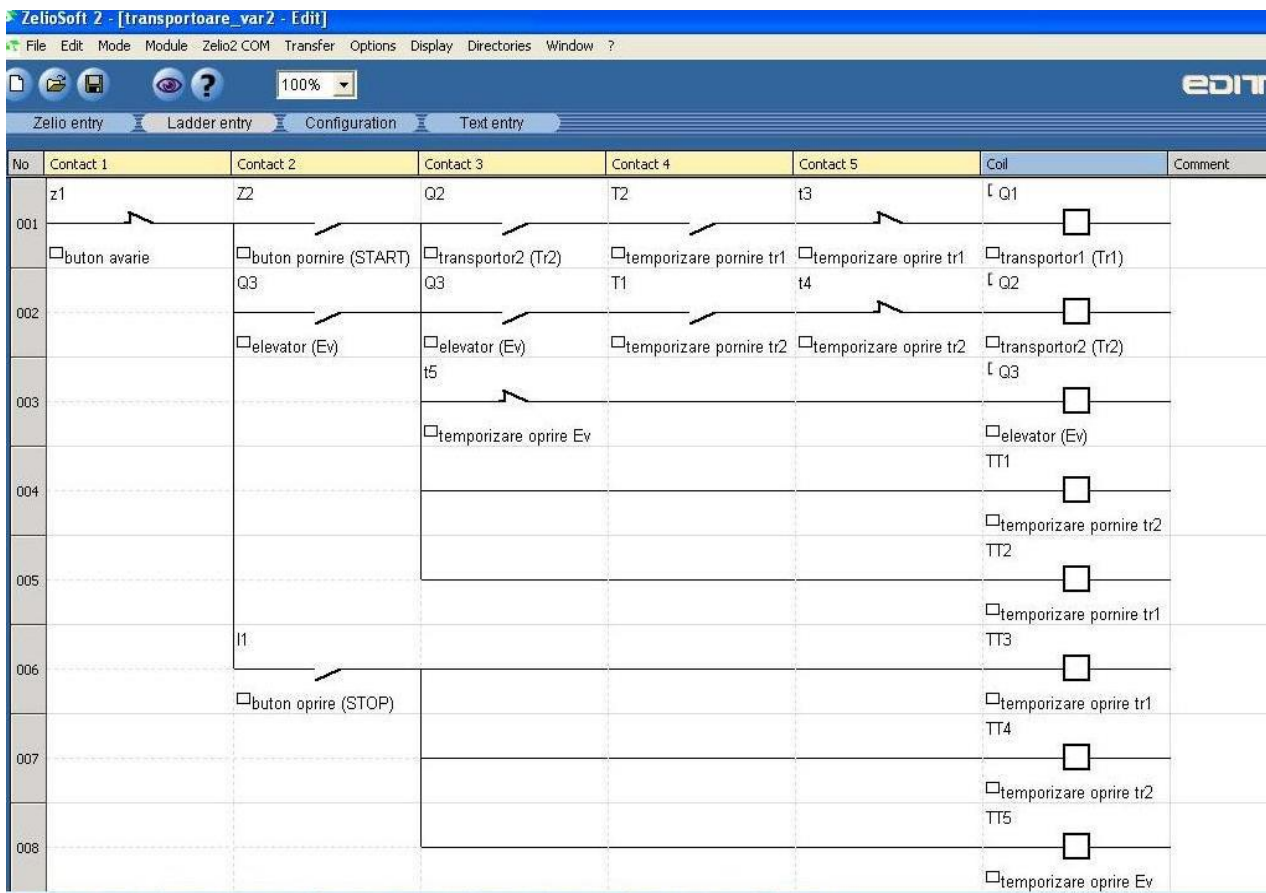 ZelioSoft 2 - [transportoare_var2 - Edit]
File Edit Mode Module Zelio2 COM Transfer Options Display Directories Window ?
100%
Zelio entry Ladder entry Configuration Text entry
No Contact 1 Contact 2 Contact 3 Contact 4 Contact 5 Coil Comment
z1 Z2 Q2 T2 t3 [ Q1
001
buton avarie buton pornire (START) transportor2 (Tr2) temporizare pornire tr1 temporizare oprire tr1 transportor1 (Tr1)
Q3 Q3 T1 t4 [ Q2
002
elevator (Ev) elevator (Ev) temporizare pornire tr2 temporizare oprire tr2 transportor2 (Tr2)
t5 [ Q3
003
temporizare oprire Ev elevator (Ev)
TT1
004
temporizare pornire tr2
TT2
005
temporizare pornire tr1
I1 TT3
006
buton oprire (STOP) temporizare oprire tr1
TT4
007
temporizare oprire tr2
TT5
008
temporizare oprire Ev